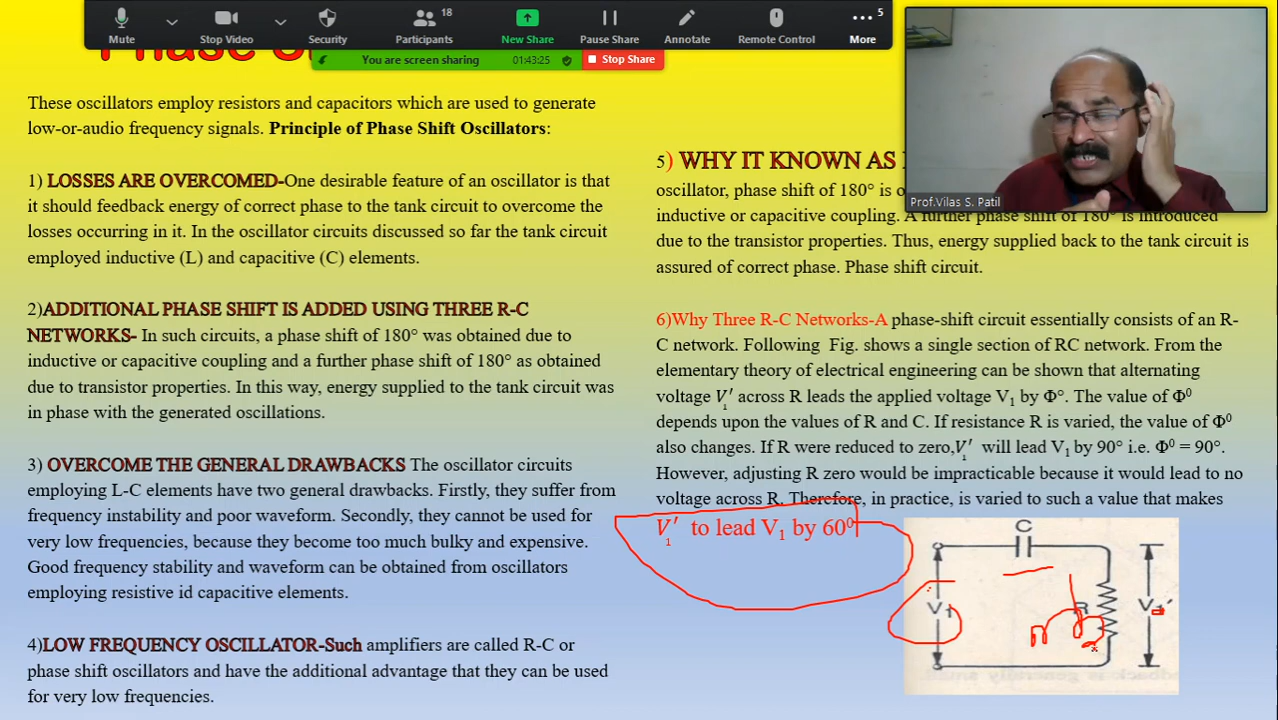 Mute
Stop Video
Security
18
Participants
New Share
Pause Share
Annotate
Remote Control
5
More
You are screen sharing
01:43:25
Stop Share
Phase S
These oscillators employ resistors and capacitors which are used to generate
low-or-audio frequency signals. Principle of Phase Shift Oscillators:
1) LOSSES ARE OVERCOMED-One desirable feature of an oscillator is that
it should feedback energy of correct phase to the tank circuit to overcome the
losses occurring in it. In the oscillator circuits discussed so far the tank circuit
employed inductive (L) and capacitive (C) elements.
2)ADDITIONAL PHASE SHIFT IS ADDED USING THREE R-C
NETWORKS- In such circuits, a phase shift of 180° was obtained due to
inductive or capacitive coupling and a further phase shift of 180° as obtained
due to transistor properties. In this way, energy supplied to the tank circuit was
in phase with the generated oscillations.
3) OVERCOME THE GENERAL DRAWBACKS The oscillator circuits
employing L-C elements have two general drawbacks. Firstly, they suffer from
frequency instability and poor waveform. Secondly, they cannot be used for
very low frequencies, because they become too much bulky and expensive.
Good frequency stability and waveform can be obtained from oscillators
employing resistive id capacitive elements.
4)LOW FREQUENCY OSCILLATOR-Such amplifiers are called R-C or
phase shift oscillators and have the additional advantage that they can be used
for very low frequencies.
5) WHY IT KNOWN AS
oscillator, phase shift of 180° is o
inductive or capacitive coupling. A further phase shift of 180° is introduced
due to the transistor properties. Thus, energy supplied back to the tank circuit is
assured of correct phase. Phase shift circuit.
6)Why Three R-C Networks-A phase-shift circuit essentially consists of an R-
C network. Following Fig. shows a single section of RC network. From the
elementary theory of electrical engineering can be shown that alternating
voltage V₁′ across R leads the applied voltage V₁ by Φ°. The value of Φ⁰
depends upon the values of R and C. If resistance R is varied, the value of Φ⁰
also changes. If R were reduced to zero,V₁′ will lead V₁ by 90° i.e. Φ⁰ = 90°.
However, adjusting R zero would be impracticable because it would lead to no
voltage across R. Therefore, in practice, is varied to such a value that makes
V₁′ to lead V₁ by 60⁰
Prof.Vilas S. Patil
C
V₁
R